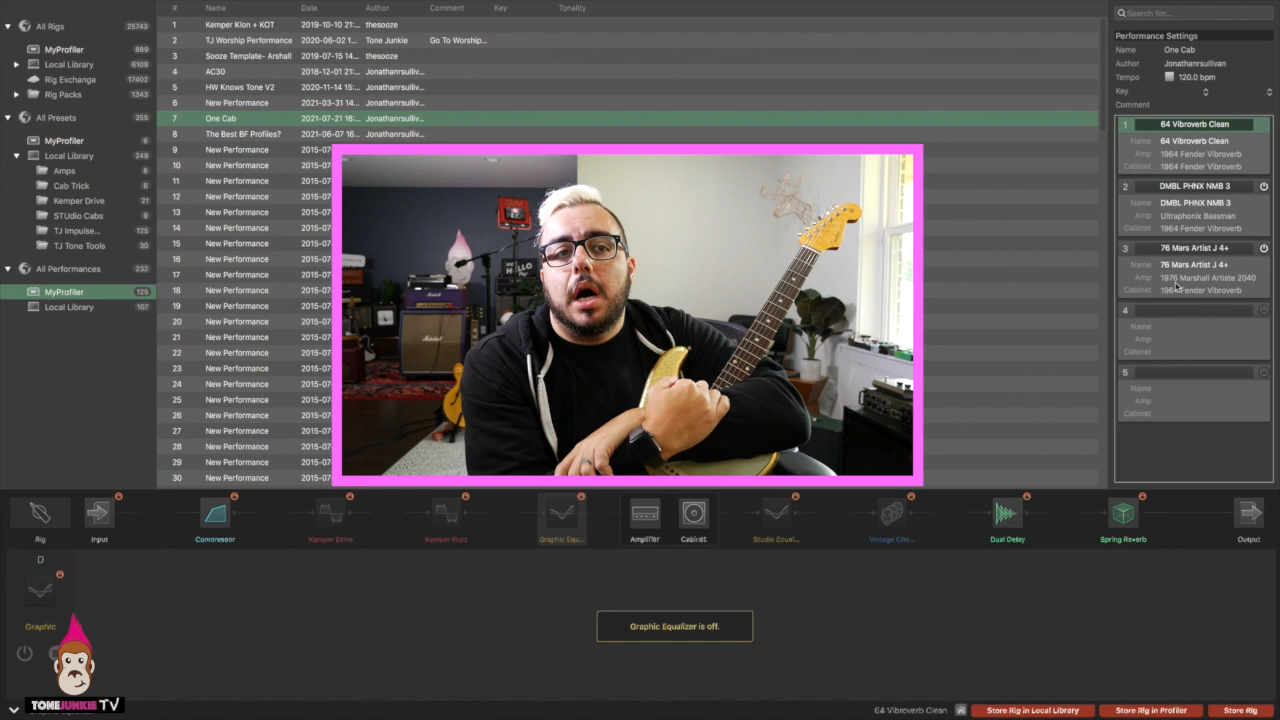 All Rigs 25743
MyProfiler 889
Local Library 6109
Rig Exchange 17402
Rig Packs 1343
All Presets 255
MyProfiler 6
Local Library 249
Amps 6
Cab Trick 8
Kemper Drive 21
STUdio Cabs 9
TJ Impulse... 125
TJ Tone Tools 30
All Performances 232
MyProfiler 125
Local Library 107
# Name Date Author Comment Key Tonality
1 Kemper Klon + KOT 2019-10-10 21:... thesooze
2 TJ Worship Performance 2020-06-02 1... Tone Junkie Go To Worship...
3 Sooze Template- Arshall 2019-07-15 14... thesooze
4 AC30 2018-12-01 21:... Jonathanrsulliv...
5 HW Knows Tone V2 2020-11-14 15:... Jonathanrsulliv...
6 New Performance 2021-03-31 14... Jonathanrsulliv...
7 One Cab 2021-07-21 16:... Jonathanrsulliv...
8 The Best BF Profiles? 2021-06-07 16... Jonathanrsulliv...
9 New Performance 2015-07
10 New Performance 2015-07
11 New Performance 2015-07
12 New Performance 2015-07
13 New Performance 2015-07
14 New Performance 2015-07
15 New Performance 2015-07
16 New Performance 2015-07
17 New Performance 2015-07
18 New Performance 2015-07
19 New Performance 2015-07
20 New Performance 2015-07
21 New Performance 2015-07
22 New Performance 2015-07
23 New Performance 2015-07
24 New Performance 2015-07
25 New Performance 2015-07
26 New Performance 2015-07
27 New Performance 2015-07
28 New Performance 2015-07
29 New Performance 2015-07
30 New Performance 2015-07
Search for...
Performance Settings
Name One Cab
Author Jonathanrsullivan
Tempo 120.0 bpm
Key
Comment
1 64 Vibroverb Clean
Name 64 Vibroverb Clean
Amp 1964 Fender Vibroverb
Cabinet 1964 Fender Vibroverb
2 DMBL PHNX NMB 3
Name DMBL PHNX NMB 3
Amp Ultraphonix Bassman
Cabinet 1964 Fender Vibroverb
3 76 Mars Artist J 4+
Name 76 Mars Artist J 4+
Amp 1976 Marshall Artiste 2040
Cabinet 1964 Fender Vibroverb
4
Name
Amp
Cabinet
5
Name
Amp
Cabinet
Rig Input Compressor Kemper Drive Kemper Fuzz Graphic Equ... Amplifier Cabinet Studio Equal... Vintage Cho... Dual Delay Spring Reverb Output
D
Graphic
Graphic Equalizer is off.
TONEJUNKIE TV
64 Vibroverb Clean Store Rig in Local Library Store Rig in Profiler Store Rig